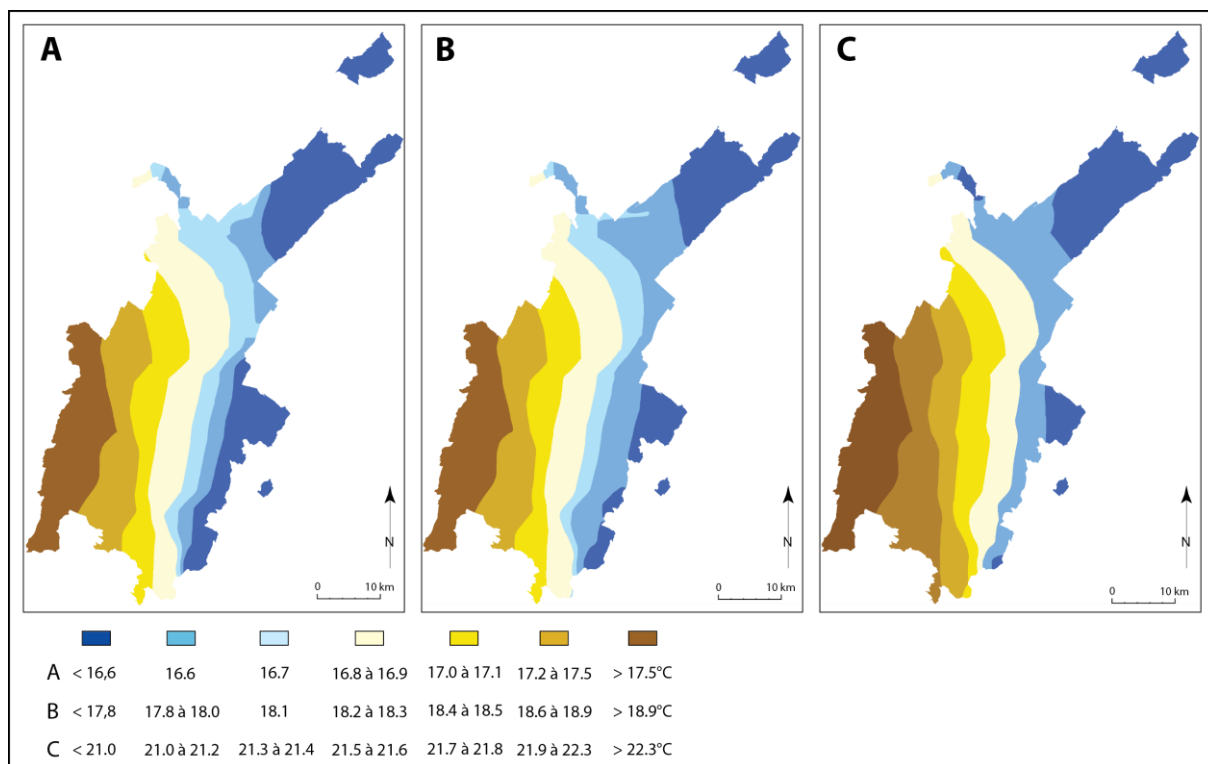 A
B
C
N
0 10 km
N
0 10 km
N
0 10 km
A < 16,6 16.6 16.7 16.8 à 16.9 17.0 à 17.1 17.2 à 17.5 > 17.5°C
B < 17,8 17.8 à 18.0 18.1 18.2 à 18.3 18.4 à 18.5 18.6 à 18.9 > 18.9°C
C < 21.0 21.0 à 21.2 21.3 à 21.4 21.5 à 21.6 21.7 à 21.8 21.9 à 22.3 > 22.3°C